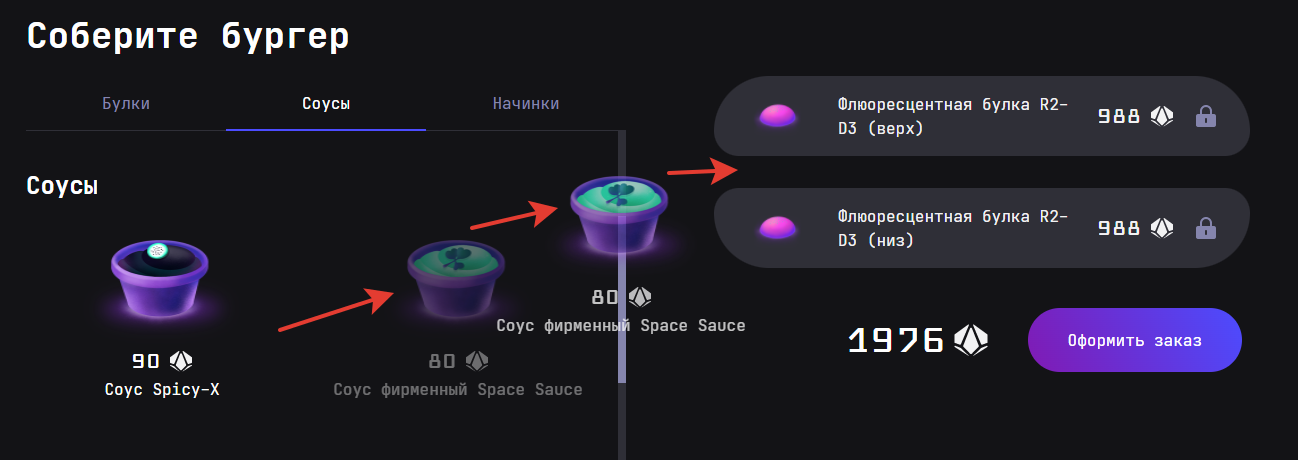 Соберите бургер
Булки
Соусы
Начинки
Соусы
90
Соус Spicy-X
80
Соус фирменный Space Sauce
80
Соус фирменный Space Sauce
Флюоресцентная булка R2-
D3 (верх)
988
Флюоресцентная булка R2-
D3 (низ)
988
1976
Оформить заказ